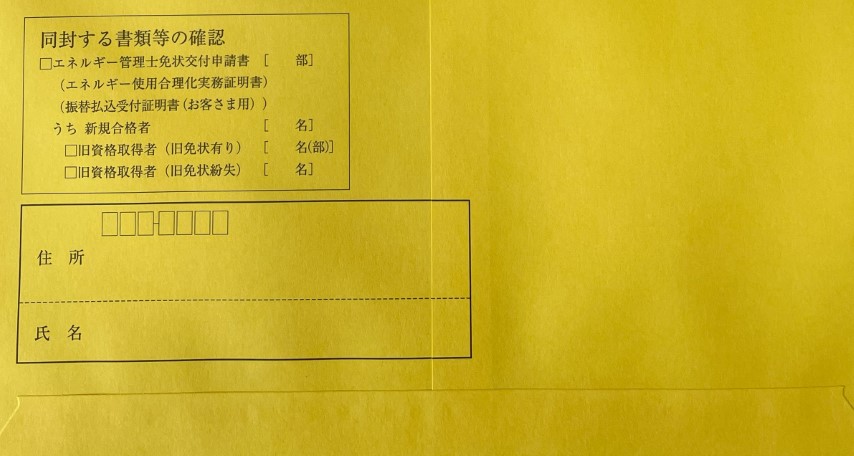 同封する書類等の確認
□エネルギー管理士免状交付申請書 [ 部]
(エネルギー使用合理化実務証明書)
(振替払込受付証明書(お客さま用))
うち 新規合格者 [ 名]
□旧資格取得者(旧免状有り) [ 名(部)]
□旧資格取得者(旧免状紛失) [ 名]
□□□-□□□□
住 所
氏 名